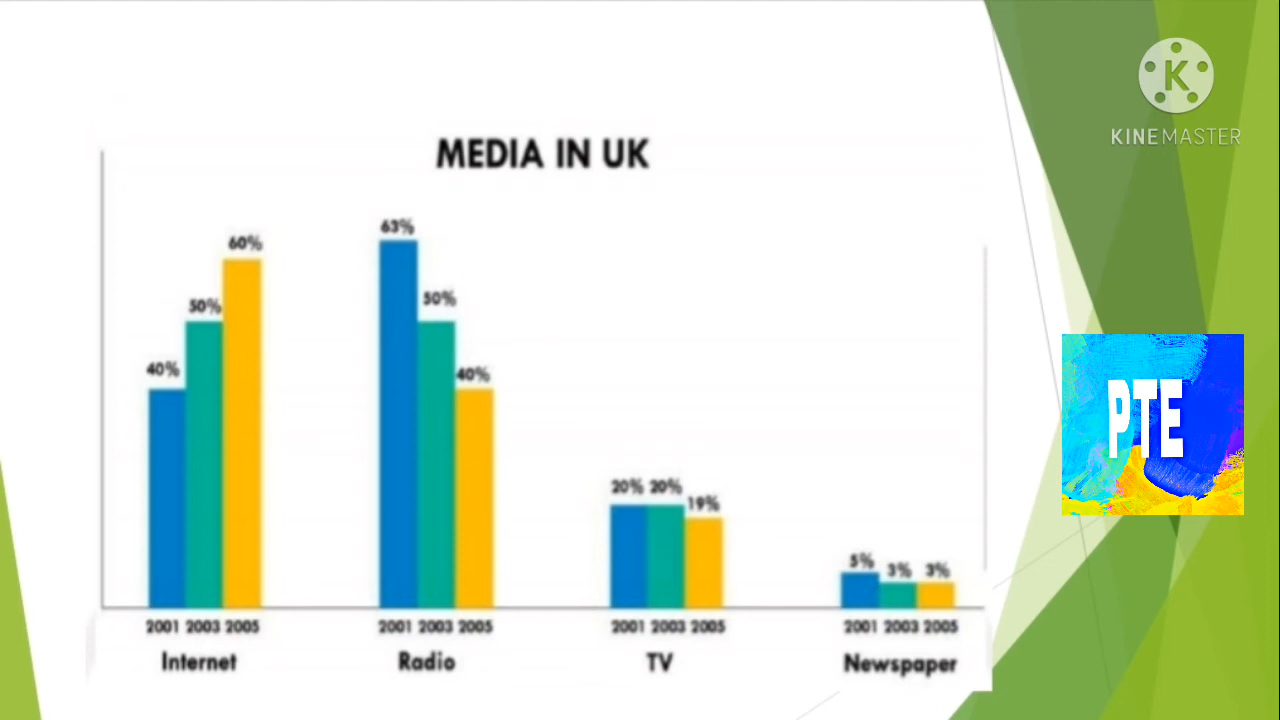 K
KINEMASTER
MEDIA IN UK
63%
60%
50%
50%
40%
40%
20% 20%
19%
5%
3% 3%
2001 2003 2005
2001 2003 2005
2001 2003 2005
2001 2003 2005
Internet
Radio
TV
Newspaper
PTE